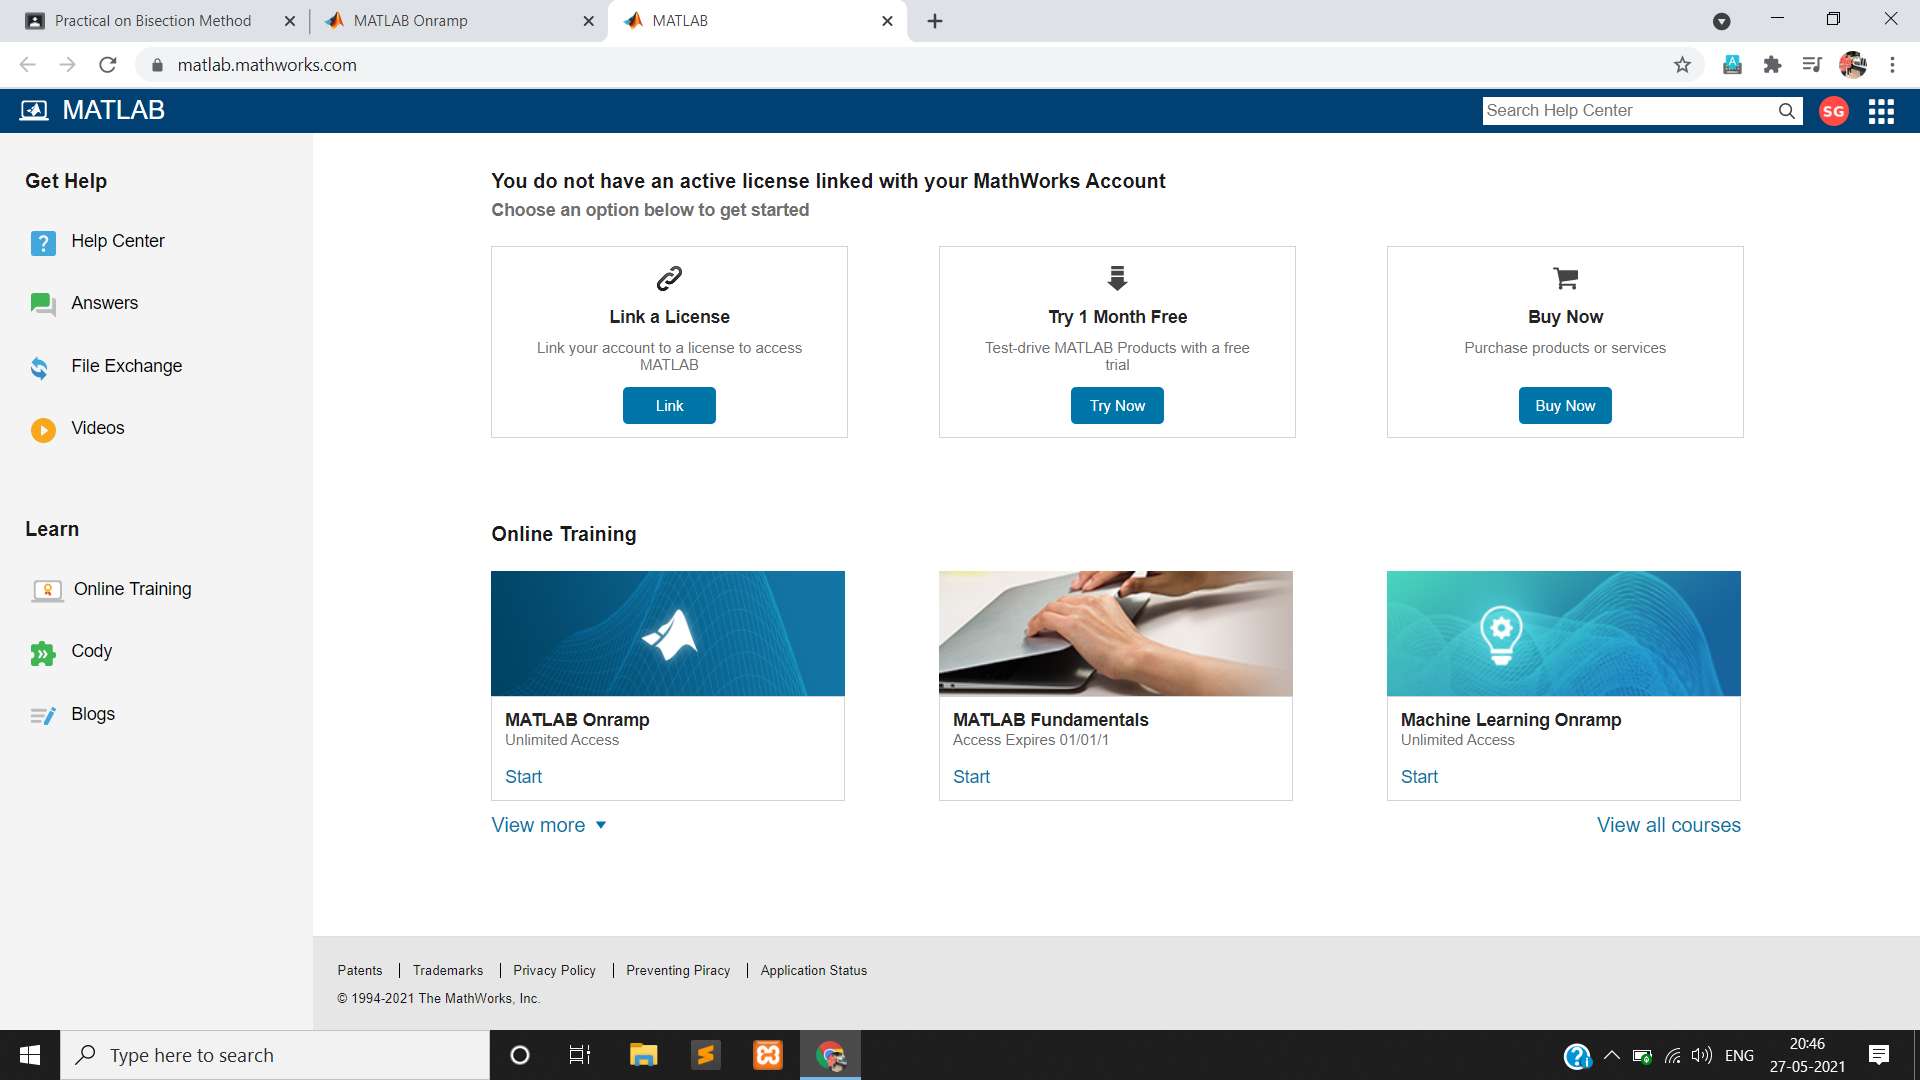 Practical on Bisection Method
MATLAB Onramp
MATLAB
matlab.mathworks.com
MATLAB
Search Help Center
SG
Get Help
Help Center
Answers
File Exchange
Videos
Learn
Online Training
Cody
Blogs
You do not have an active license linked with your MathWorks Account
Choose an option below to get started
Link a License
Link your account to a license to access
MATLAB
Link
Try 1 Month Free
Test-drive MATLAB Products with a free
trial
Try Now
Buy Now
Purchase products or services
Buy Now
Online Training
MATLAB Onramp
Unlimited Access
Start
MATLAB Fundamentals
Access Expires 01/01/1
Start
Machine Learning Onramp
Unlimited Access
Start
View more
View all courses
Patents | Trademarks | Privacy Policy | Preventing Piracy | Application Status
© 1994-2021 The MathWorks, Inc.
Type here to search
ENG
20:46
27-05-2021